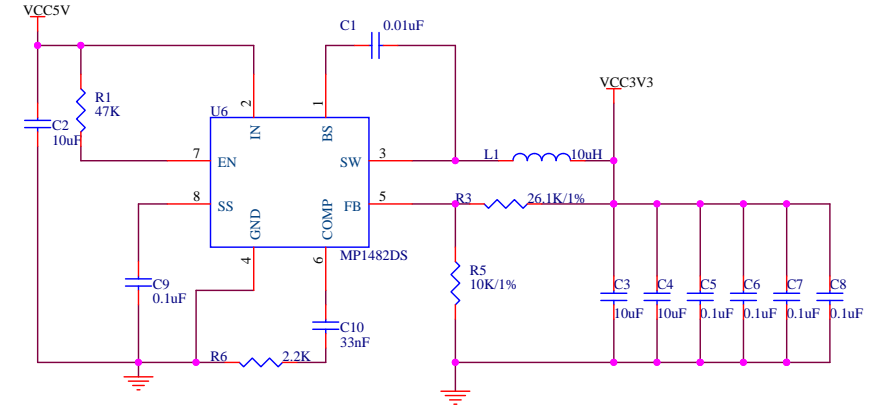 VCC5V
C1
0.01uF
VCC3V3
R1
47K
U6
2
1
C2
10uF
IN
BS
7
EN
SW
3
L1
10uH
8
SS
GND
COMP
FB
5
R3
26.1K/1%
4
6
MP1482DS
R5
10K/1%
C9
0.1uF
C3
10uF
C4
10uF
C5
0.1uF
C6
0.1uF
C7
0.1uF
C8
0.1uF
C10
33nF
R6
2.2K